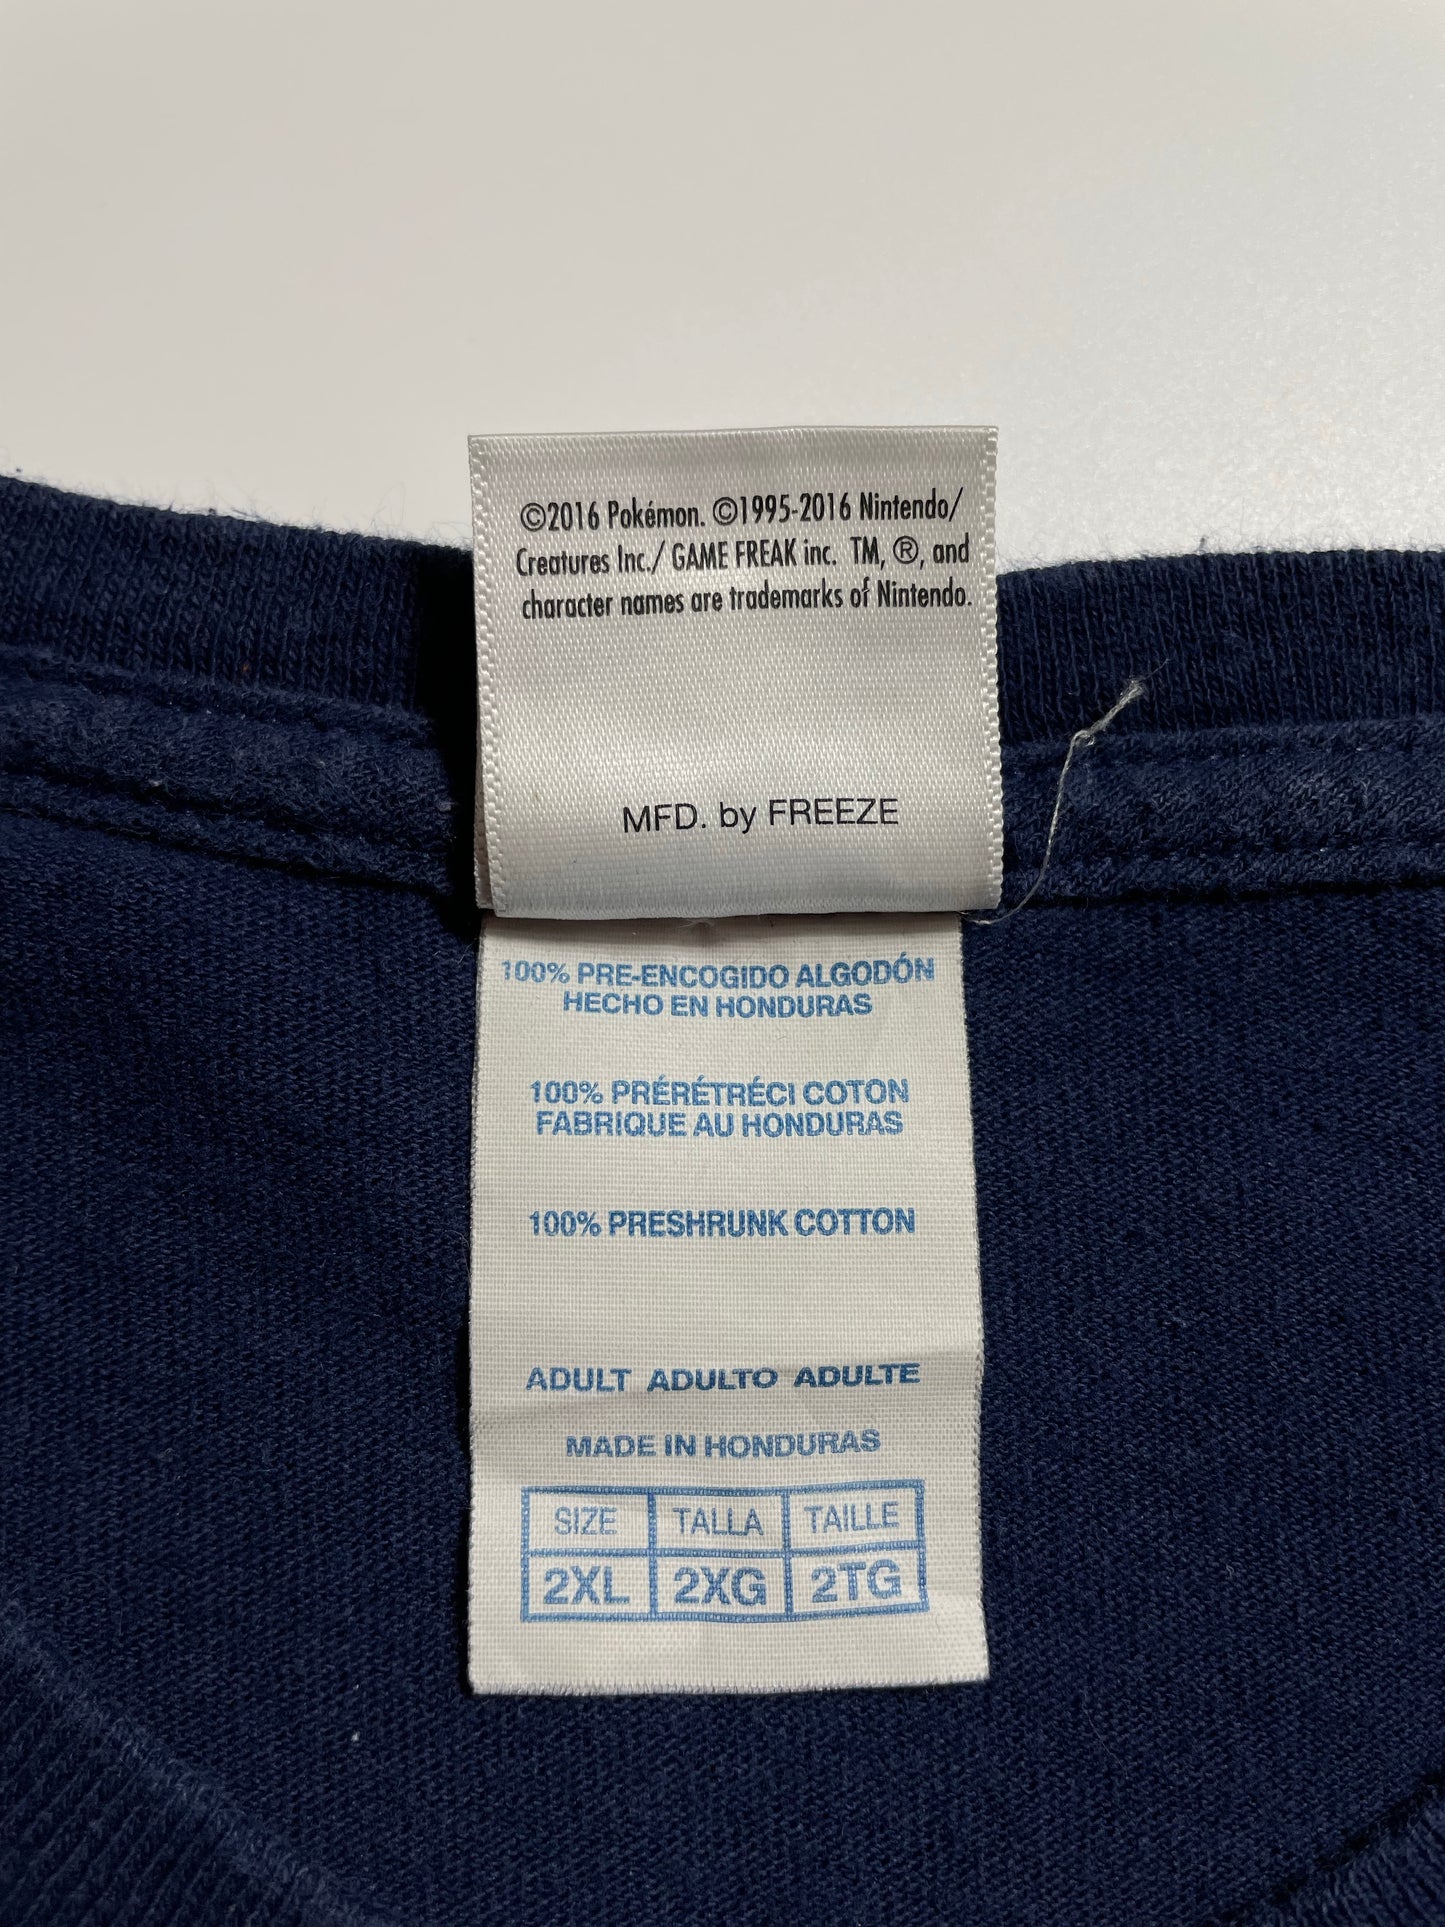 ©2016 Pokémon. ©1995-2016 Nintendo/
Creatures Inc./ GAME FREAK inc. TM, ®, and
character names are trademarks of Nintendo.
MFD. by FREEZE
100% PRE-ENCOGIDO ALGODÓN
HECHO EN HONDURAS
100% PRÉRÉTRÉCI COTON
FABRIQUE AU HONDURAS
100% PRESHRUNK COTTON
ADULT ADULTO ADULTE
MADE IN HONDURAS
SIZE TALLA TAILLE
2XL 2XG 2TG